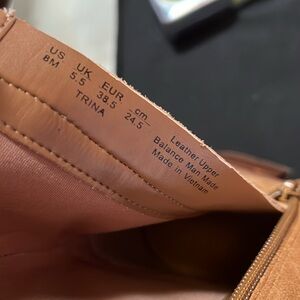 US UK EUR cm
8M 5.5 38.5 24.5
TRINA
Leather Upper
Balance Man Made
Made in Vietnam